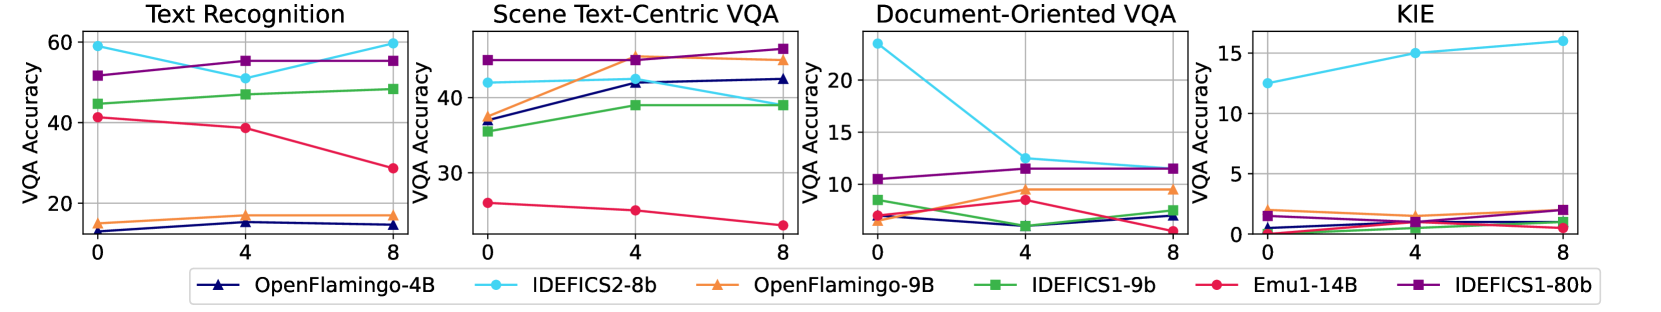 Text Recognition
VQA Accuracy
60
40
20
0 4 8
Scene Text-Centric VQA
VQA Accuracy
40
30
0 4 8
Document-Oriented VQA
VQA Accuracy
20
15
10
0 4 8
KIE
VQA Accuracy
15
10
5
0
0 4 8
OpenFlamingo-4B IDEFICS2-8b OpenFlamingo-9B IDEFICS1-9b Emu1-14B IDEFICS1-80b